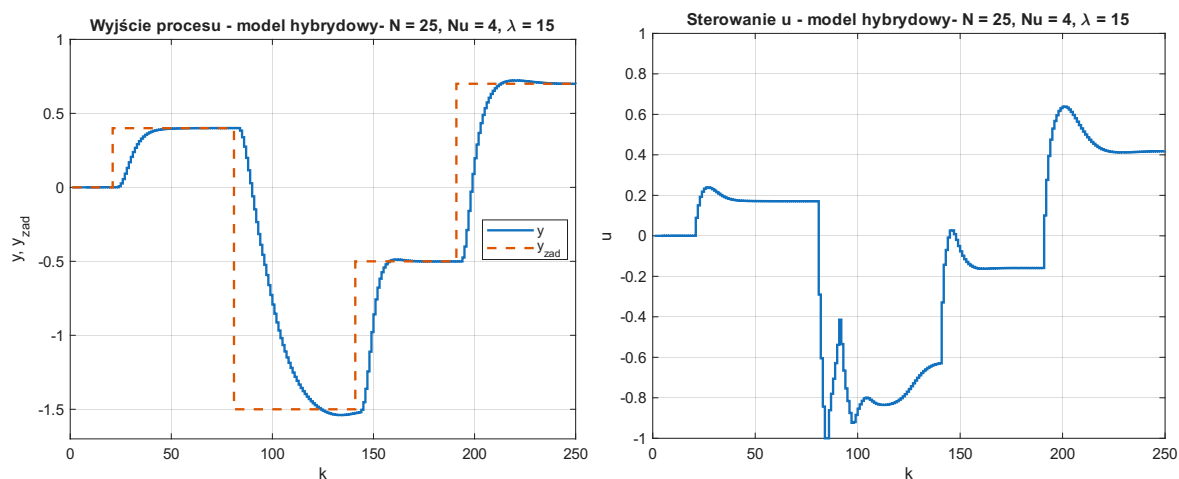 Wyjście procesu - model hybrydowy- N = 25, Nu = 4, λ = 15
1
0.5
0
-0.5
-1
-1.5
y, y_zad
0 50 100 150 200 250
k
y
y_zad
Sterowanie u - model hybrydowy- N = 25, Nu = 4, λ = 15
1
0.8
0.6
0.4
0.2
0
-0.2
-0.4
-0.6
-0.8
-1
u
0 50 100 150 200 250
k